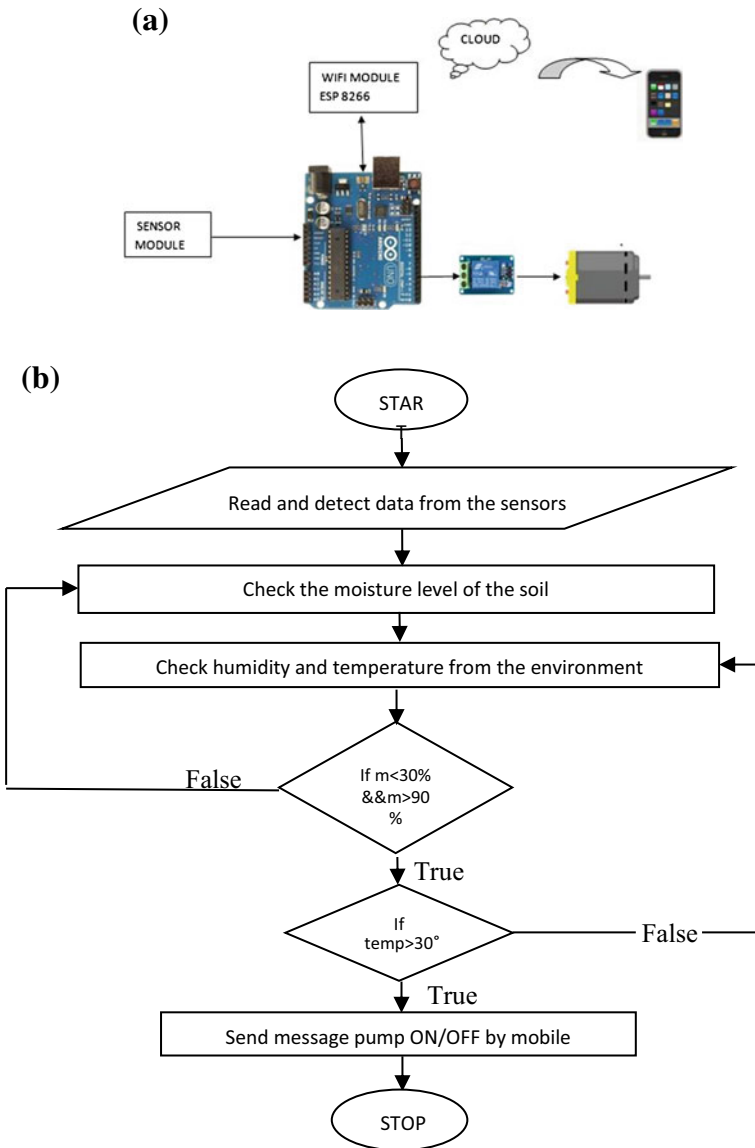 (a)
CLOUD
WIFI MODULE
ESP 8266
SENSOR
MODULE
UNO
ARDUINO
(b)
STAR
Read and detect data from the sensors
Check the moisture level of the soil
Check humidity and temperature from the environment
False
If m<30%
&&m>90
%
True
If
temp>30°
False
True
Send message pump ON/OFF by mobile
STOP